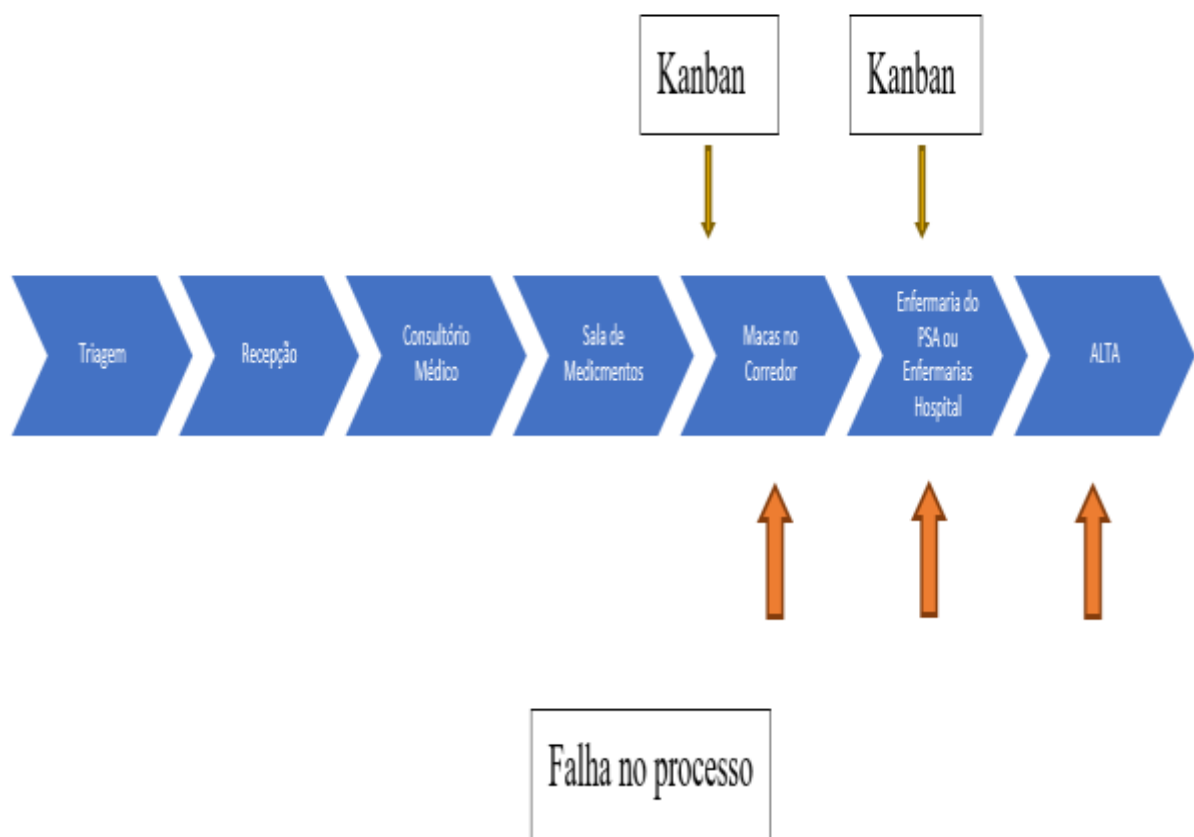 Kanban
Kanban
Triagem
Recepção
Consultório
Médico
Sala de
Medicmentos
Macas no
Corredor
Enfermaria do
PSA ou
Enfermarias
Hospital
ALTA
Falha no processo